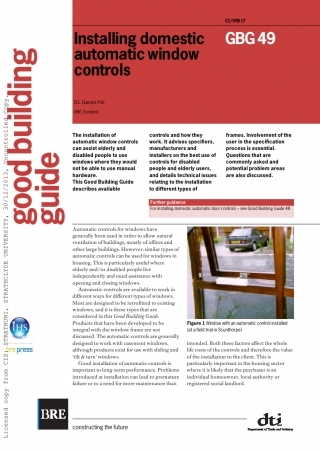 CI/SfB L7
Installing domestic
automatic window
controls
GBG 49
S L Garvin PhD
BRE Scotland
good building
guide
Licensed copy from CIS: STRATHUNI, STRATHCLYDE UNIVERSITY, 30/12/2013, Uncontrolled Copy.
The installation of
automatic window controls
can assist elderly and
disabled people to use
windows where they would
not be able to use manual
hardware.
This Good Building Guide
describes available
controls and how they
work. It advises specifiers,
manufacturers and
installers on the best use of
controls for disabled
people and elderly users,
and details technical issues
relating to the installation
to different types of
frames. Involvement of the
user in the specification
process is essential.
Questions that are
commonly asked and
potential problem areas
are also discussed.
Further guidance
For installing domestic automatic door controls – see Good Building Guide 48
Automatic controls for windows have
generally been used in order to allow natural
ventilation of buildings, mostly of offices and
other large buildings. However, similar types of
automatic controls can be used for windows in
housing. This is particularly useful where
elderly and/or disabled people live
independently and need assistance with
opening and closing windows.
Automatic controls are available to work in
different ways for different types of windows.
Most are designed to be retrofitted to existing
windows, and it is these types that are
considered in this Good Building Guide.
Products that have been developed to be
integral with the window frame are not
discussed. The automatic controls are generally
designed to work with casement windows,
although products exist for use with sliding and
'tilt & turn' windows.
Good installation of automatic controls is
important to long-term performance. Problems
introduced at installation can lead to premature
failure or to a need for more maintenance than
Figure 1 Window with an automatic control installed
(at a field trial in Scunthorpe)
intended. Both these factors affect the whole
life costs of the controls and therefore the value
of the installation to the client. This is
particularly important in the housing sector
where it is likely that the purchaser is an
individual homeowner, local authority or
registered social landlord.
IHS
bre press
BRE
constructing the future
dti
Department of Trade and Industry